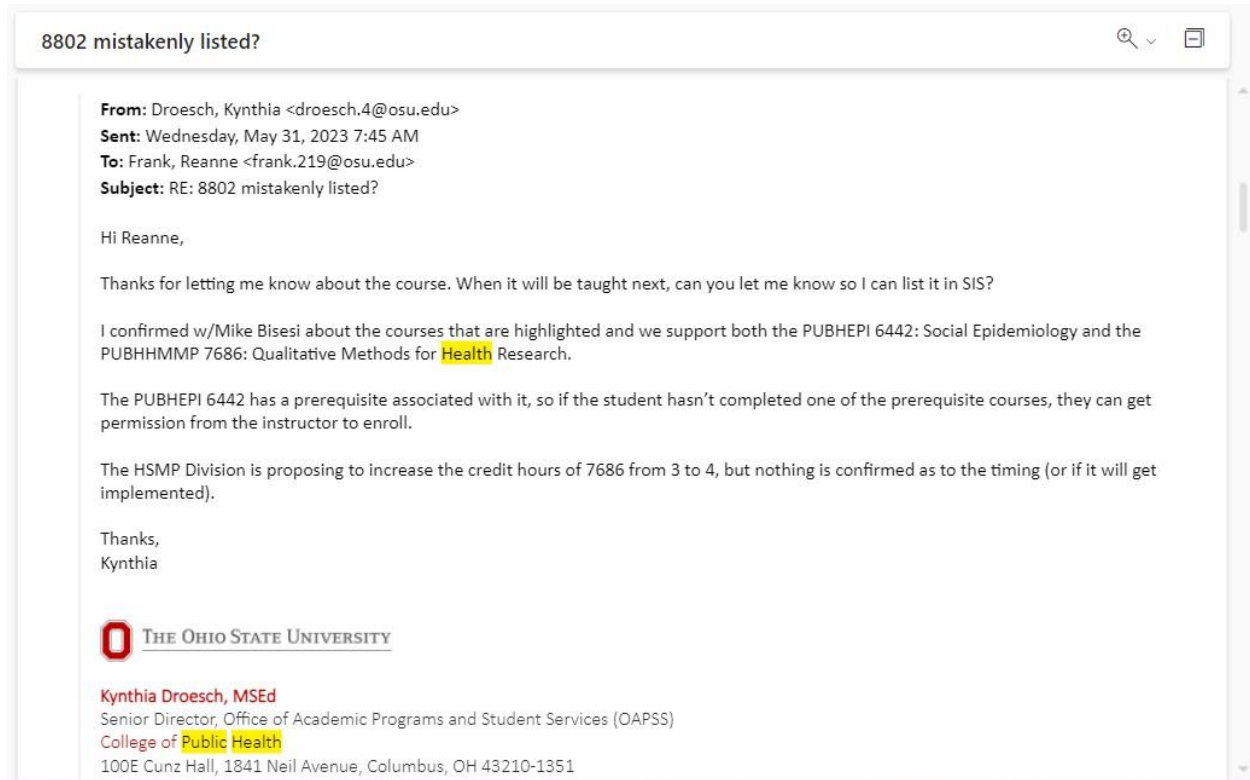 8802 mistakenly listed?
From: Droesch, Kynthia <droesch.4@osu.edu>
Sent: Wednesday, May 31, 2023 7:45 AM
To: Frank, Reanne <frank.219@osu.edu>
Subject: RE: 8802 mistakenly listed?
Hi Reanne,
Thanks for letting me know about the course. When it will be taught next, can you let me know so I can list it in SIS?
I confirmed w/Mike Bisesi about the courses that are highlighted and we support both the PUBHEPI 6442: Social Epidemiology and the
PUBHHMMP 7686: Qualitative Methods for Health Research.
The PUBHEPI 6442 has a prerequisite associated with it, so if the student hasn't completed one of the prerequisite courses, they can get
permission from the instructor to enroll.
The HSMP Division is proposing to increase the credit hours of 7686 from 3 to 4, but nothing is confirmed as to the timing (or if it will get
implemented).
Thanks,
Kynthia
THE OHIO STATE UNIVERSITY
Kynthia Droesch, MSEd
Senior Director, Office of Academic Programs and Student Services (OAPSS)
College of Public Health
100E Cunz Hall, 1841 Neil Avenue, Columbus, OH 43210-1351